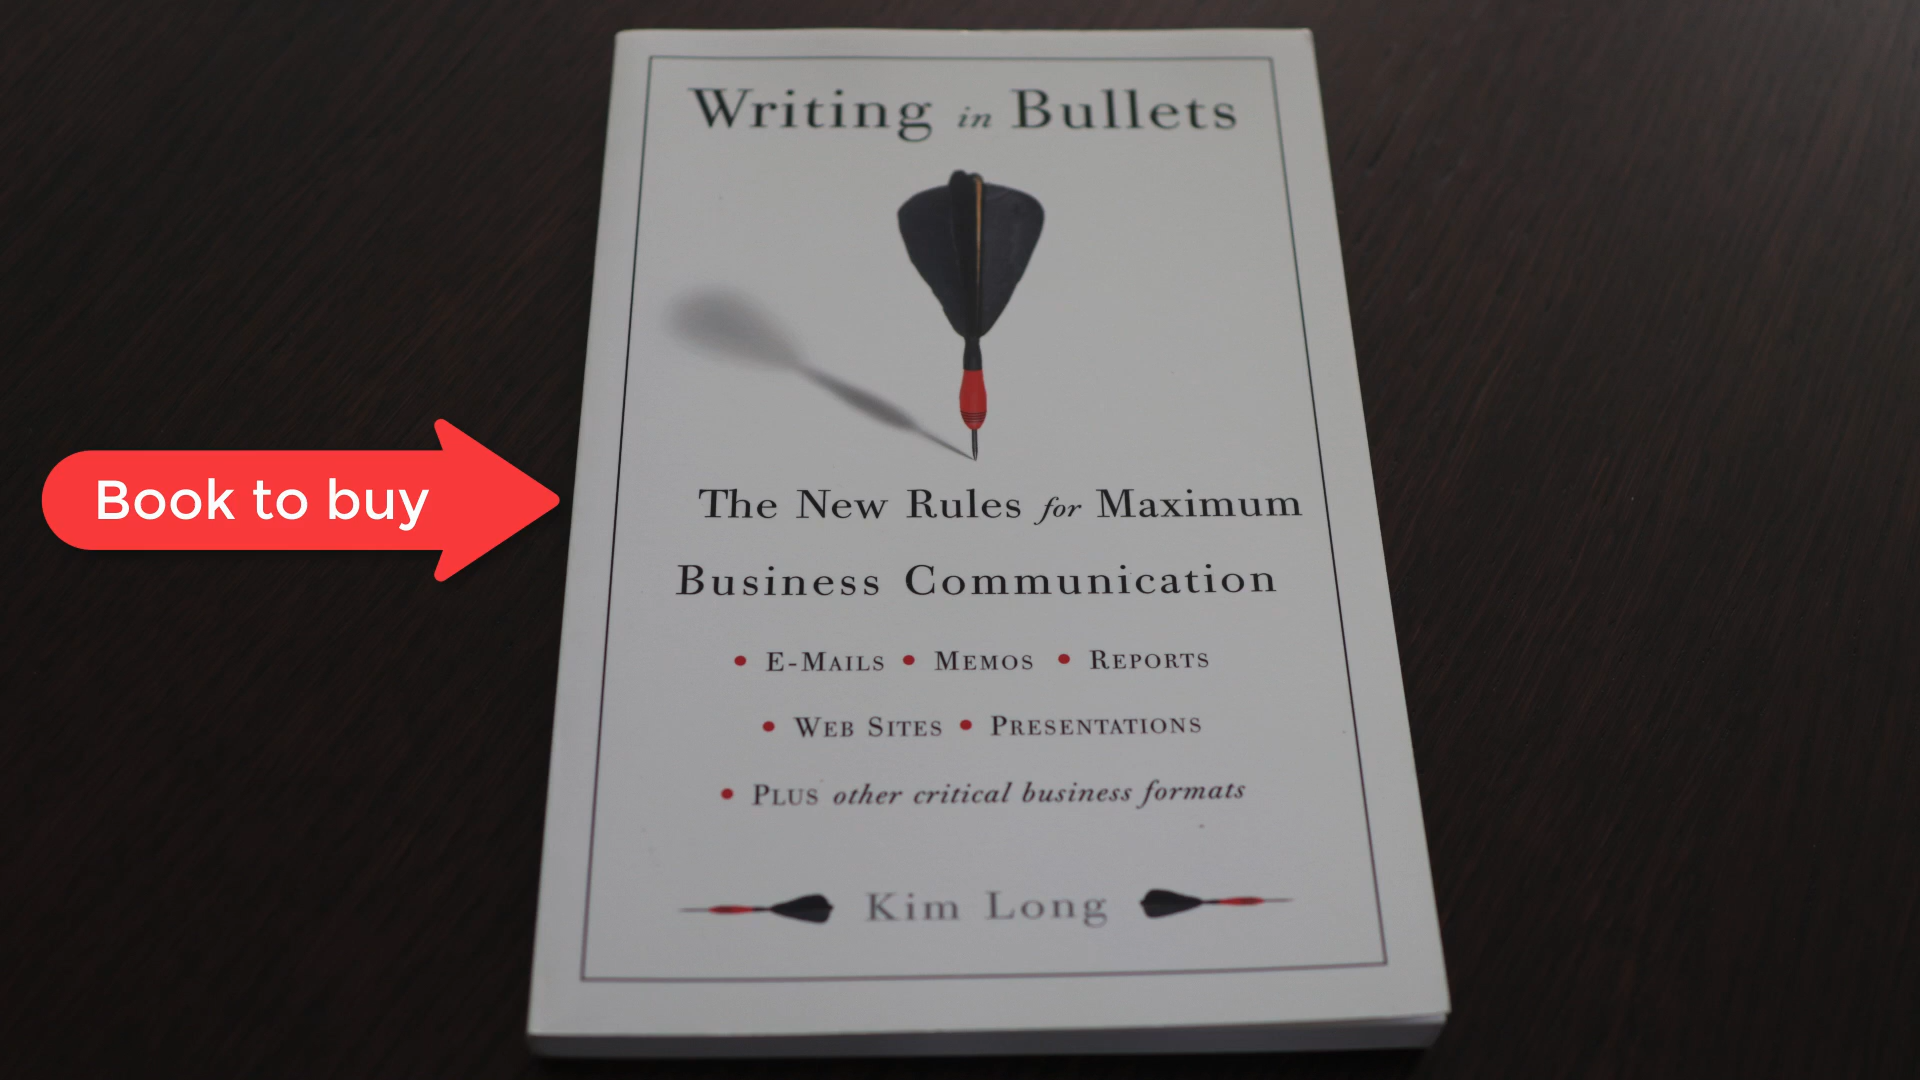 Writing in Bullets
Book to buy
The New Rules for Maximum
Business Communication
• E-Mails • Memos • Reports
• Web Sites • Presentations
• Plus other critical business formats
Kim Long